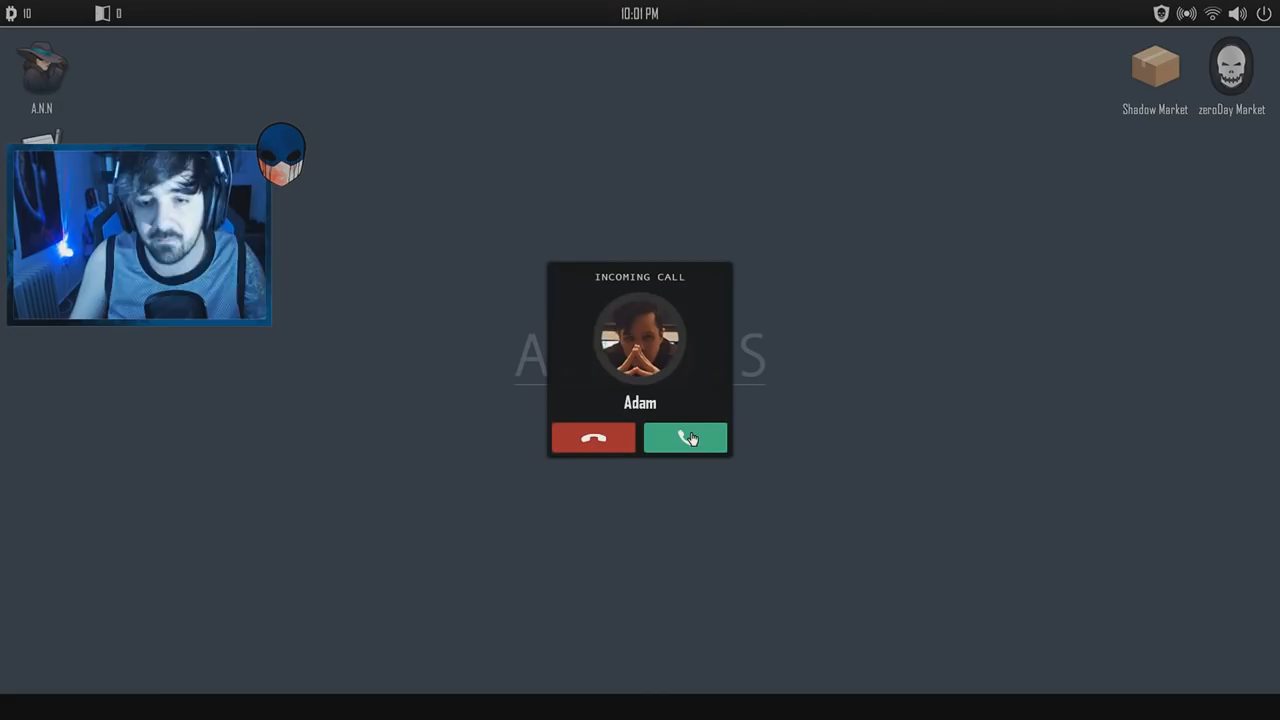 10
0
10:01 PM
A.N.N
Shadow Market
zeroDay Market
INCOMING CALL
A
S
Adam